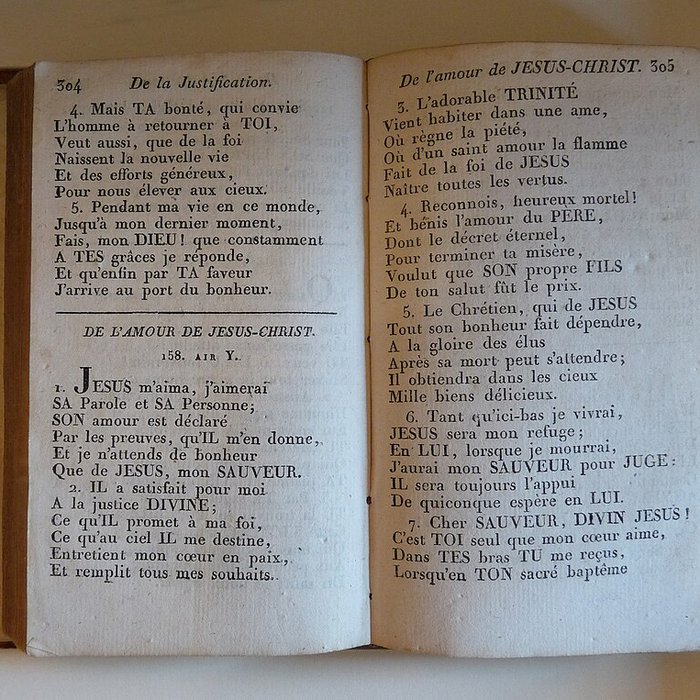 304 De la Justification.
4. Mais TA bonté, qui convie
L'homme à retourner à TOI,
Veut aussi, que de la foi
Naissent la nouvelle vie
Et des efforts généreux,
Pour nous élever aux cieux.
5. Pendant ma vie en ce monde,
Jusqu'à mon dernier moment,
Fais, mon DIEU! que constamment
A TES grâces je réponde,
Et qu'enfin par TA faveur
J'arrive au port du bonheur.
DE L'AMOUR DE JESUS-CHRIST.
158. AIR Y.
1. JESUS m'aima, j'aimerai
SA Parole et SA Personne;
SON amour est déclaré
Par les preuves, qu'IL m'en donne,
Et je n'attends de bonheur
Que de JESUS, mon SAUVEUR.
2. IL a satisfait pour moi
A la justice DIVINE;
Ce qu'IL promet à ma foi,
Ce qu'au ciel IL me destine,
Entretient mon cœur en paix,
Et remplit tous mes souhaits.
De l'amour de JESUS-CHRIST. 305
3. L'adorable TRINITÉ
Vient habiter dans une ame,
Où règne la piété,
Où d'un saint amour la flamme
Fait de la foi de JESUS
Naître toutes les vertus.
4. Reconnois, heureux mortel!
Et bénis l'amour du PERE,
Dont le décret éternel,
Pour terminer ta misère,
Voulut que SON propre FILS
De ton salut fût le prix.
5. Le Chrétien, qui de JESUS
Tout son bonheur fait dépendre,
A la gloire des élus
Après sa mort peut s'attendre;
Il obtiendra dans les cieux
Mille biens délicieux.
6. Tant qu'ici-bas je vivrai,
JESUS sera mon refuge;
En LUI, lorsque je mourrai,
J'aurai mon SAUVEUR pour JUGE:
IL sera toujours l'appui
De quiconque espère en LUI.
7. Cher SAUVEUR, DIVIN JESUS!
C'est TOI seul que mon cœur aime,
Dans TES bras TU me reçus,
Lorsqu'en TON sacré baptême